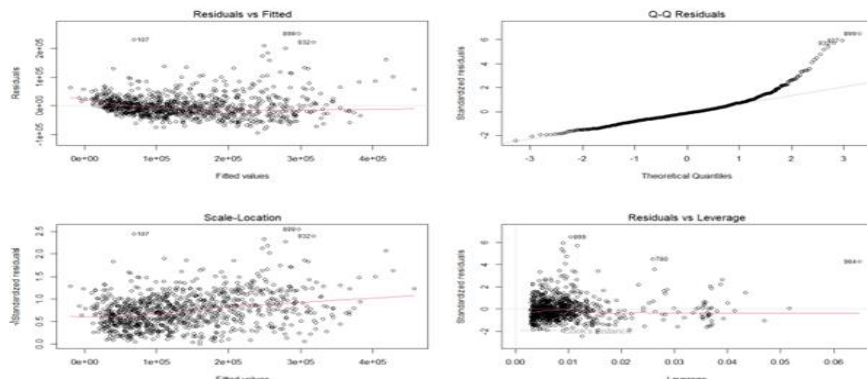 Residuals vs Fitted
Residuals
-1e+05
0e+00
1e+05
2e+05
107
899
932
0e+00
1e+05
2e+05
3e+05
4e+05
Fitted values
Q-Q Residuals
Standardized residuals
-2
0
2
4
6
899
-3
-2
-1
0
1
2
3
Theoretical Quantiles
Scale-Location
√|Standardized residuals|
0.0
0.5
1.0
1.5
2.0
2.5
107
899
932
0e+00
1e+05
2e+05
3e+05
4e+05
Fitted values
Residuals vs Leverage
Standardized residuals
-2
0
2
4
6
0.00
0.01
0.02
0.03
0.04
0.05
0.06
Leverage